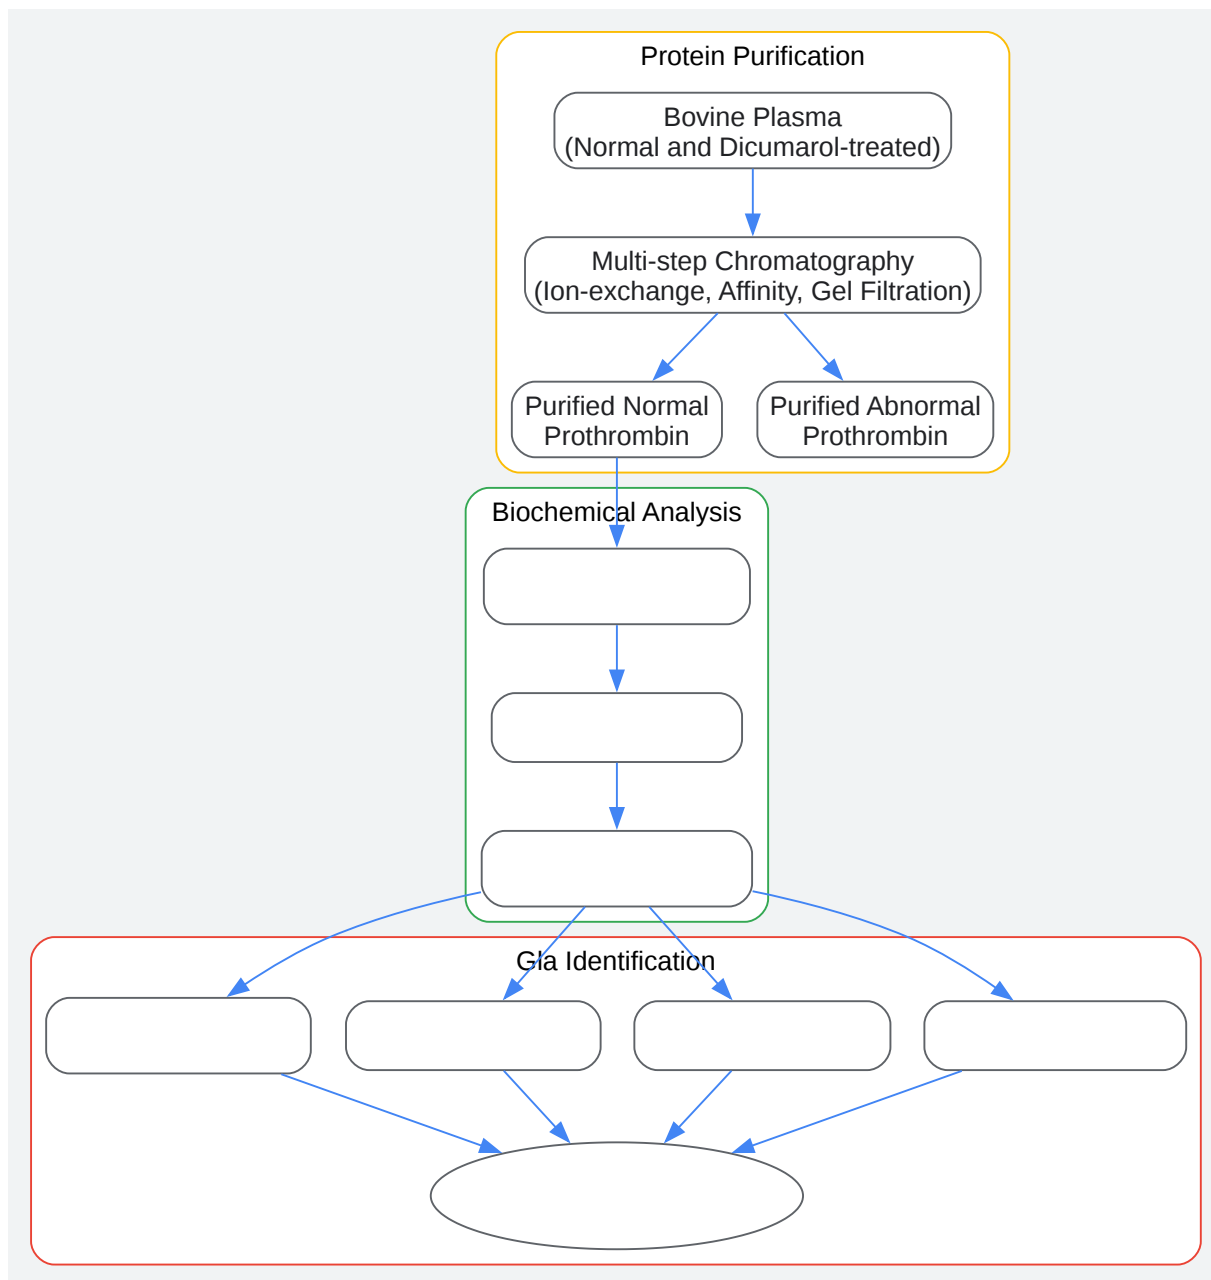 Protein Purification
Bovine Plasma
(Normal and Dicumarol-treated)
Multi-step Chromatography
(Ion-exchange, Affinity, Gel Filtration)
Purified Normal
Prothrombin
Purified Abnormal
Prothrombin
Biochemical Analysis
Gla Identification